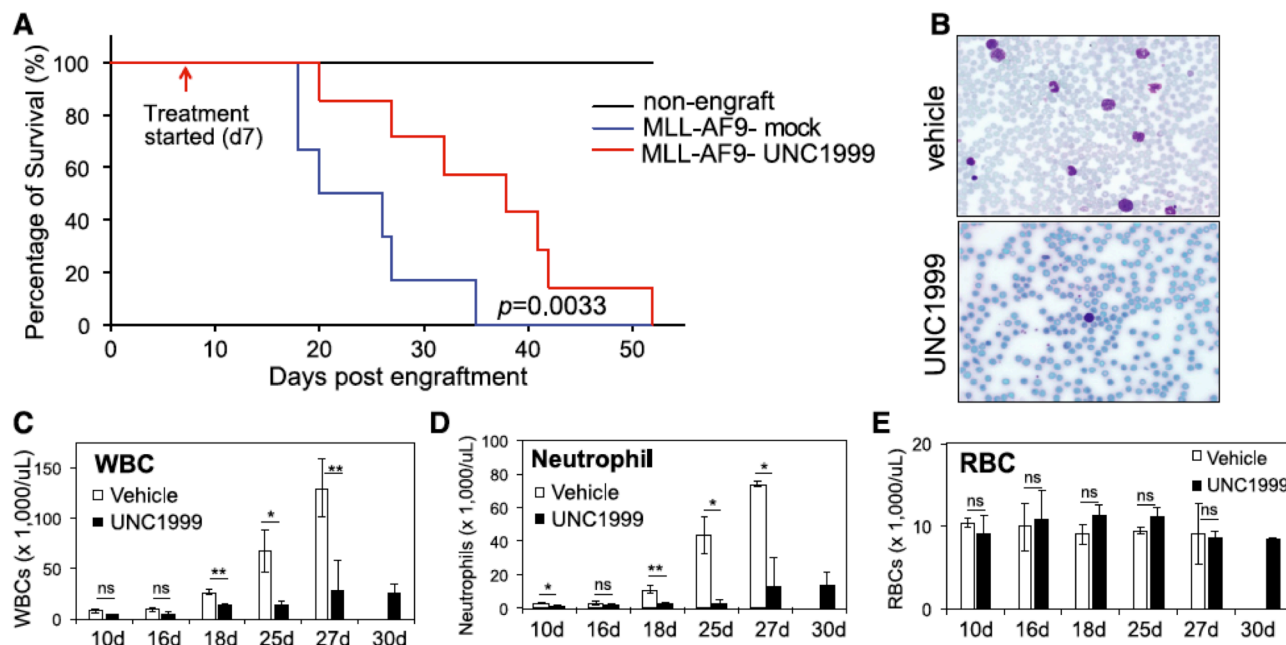 A
Percentage of Survival (%)
100
80
60
40
20
0
Treatment
started (d7)
non-engraft
MLL-AF9- mock
MLL-AF9- UNC1999
p=0.0033
0 10 20 30 40 50
Days post engraftment
B
vehicle
UNC1999
C
WBCs (x 1,000/uL)
150
100
50
0
WBC
Vehicle
UNC1999
ns ns ** * **
10d 16d 18d 25d 27d 30d
D
Neutrophils (x 1,000/uL)
100
80
60
40
20
0
Neutrophil
Vehicle
UNC1999
* ns ** * *
10d 16d 18d 25d 27d 30d
E
RBCs (x 1,000/uL)
20
10
0
RBC
Vehicle
UNC1999
ns ns ns ns ns
10d 16d 18d 25d 27d 30d